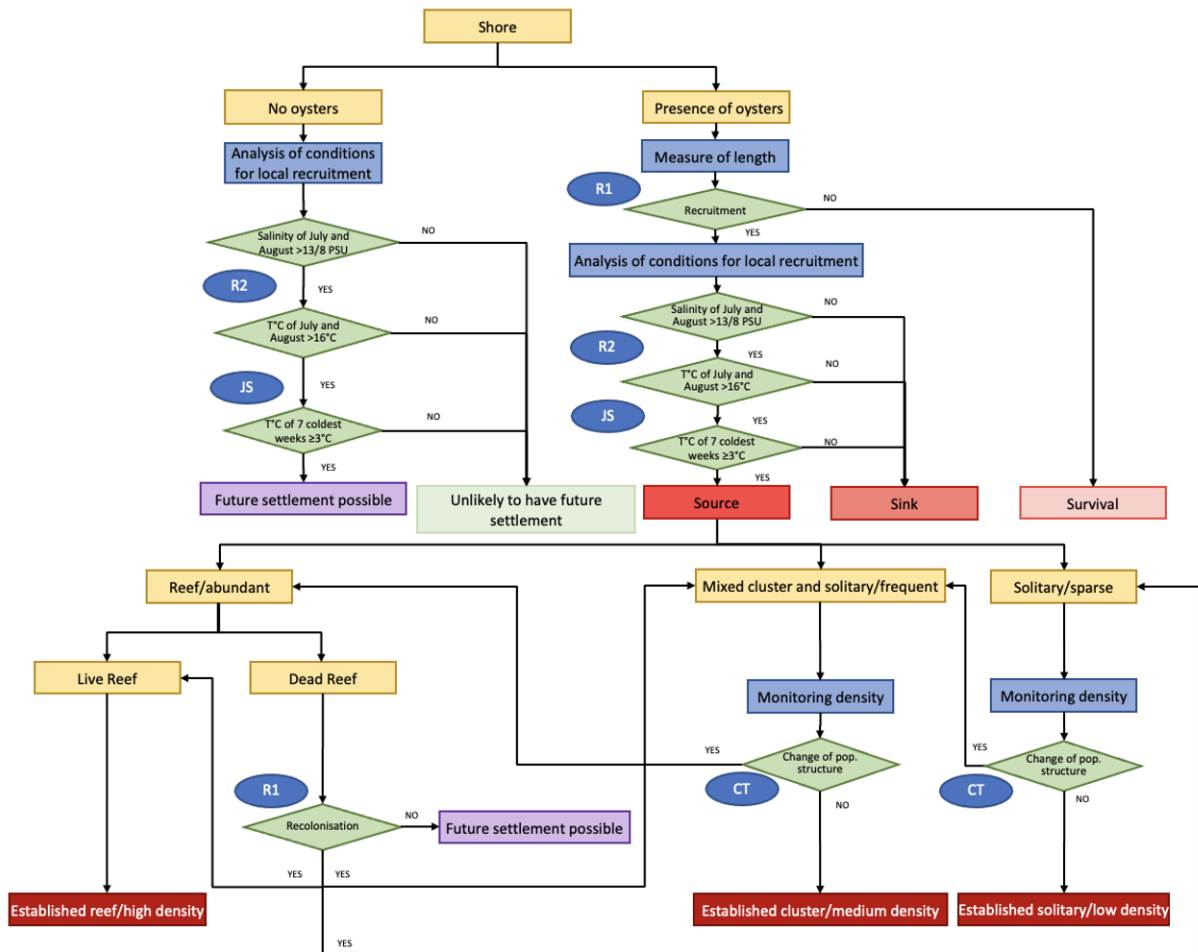 Shore
No oysters
Presence of oysters
Analysis of conditions
for local recruitment
Measure of length
R1
Recruitment
NO
YES
Salinity of July and
August >13/8 PSU
NO
Analysis of conditions for local recruitment
R2
YES
Salinity of July and
August >13/8 PSU
NO
T°C of July and
August >16°C
NO
R2
YES
T°C of July and
August >16°C
NO
JS
YES
JS
YES
T°C of 7 coldest
weeks ≥3°C
NO
T°C of 7 coldest
weeks ≥3°C
NO
YES
YES
Future settlement possible
Unlikely to have future
settlement
Source
Sink
Survival
Reef/abundant
Mixed cluster and solitary/frequent
Solitary/sparse
Live Reef
Dead Reef
Monitoring density
Monitoring density
YES
Change of pop.
structure
YES
Change of pop.
structure
R1
CT
CT
NO
NO
Recolonisation
NO
Future settlement possible
YES
YES
Established reef/high density
Established cluster/medium density
Established solitary/low density
YES